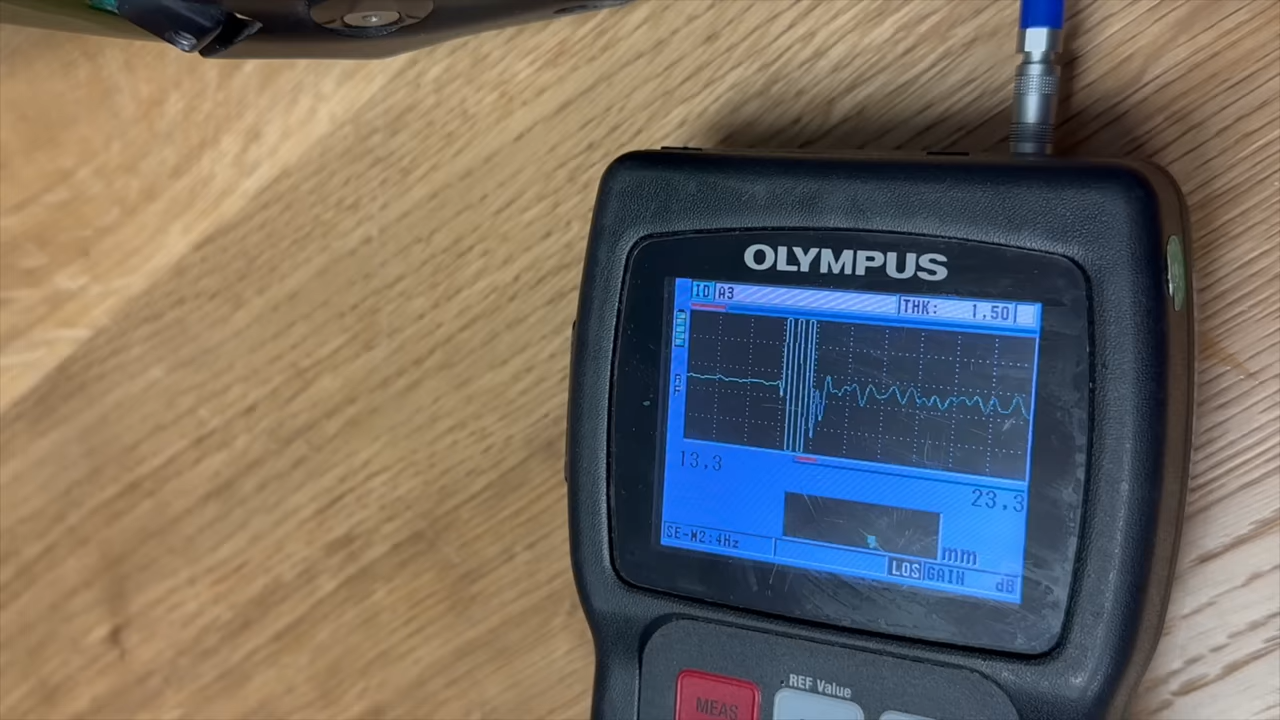 OLYMPUS
ID A3 THK: 1.50
13.3
23.3
SE-W2:4Hz
mm
LOS GAIN dB
REF Value
MEAS